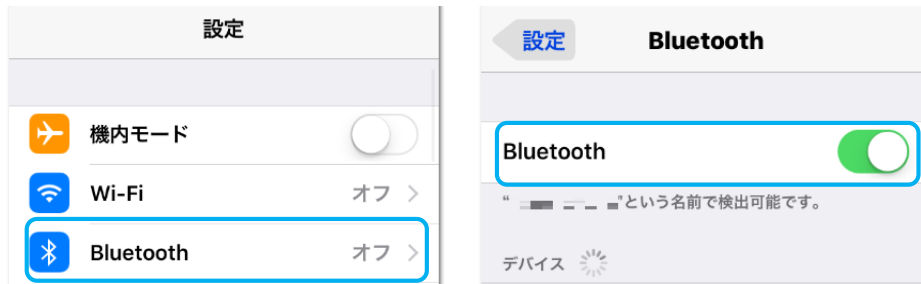 設定
機内モード
Wi-Fi オフ
Bluetooth オフ
設定 Bluetooth
Bluetooth
“ ”という名前で検出可能です。
デバイス